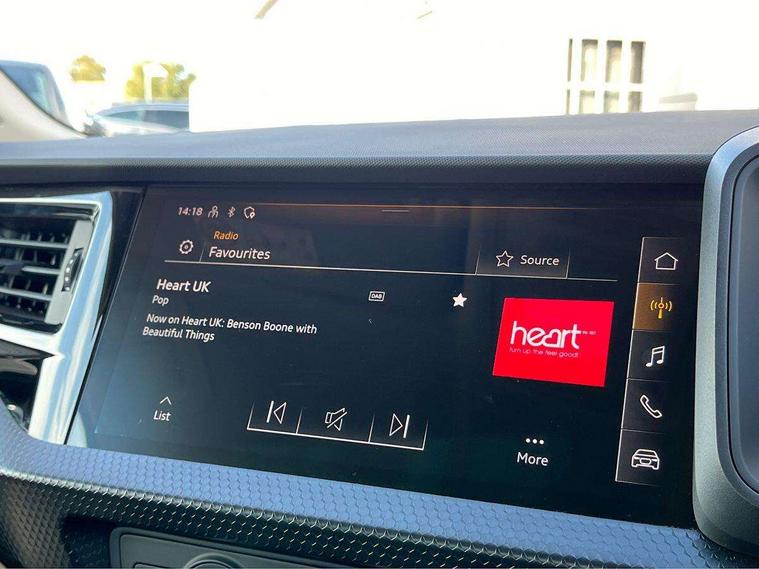 14:18
Radio
Favourites
Source
Heart UK
DAB
Pop
Now on Heart UK: Benson Boone with
Beautiful Things
heart
turn up the feel good!
List
More